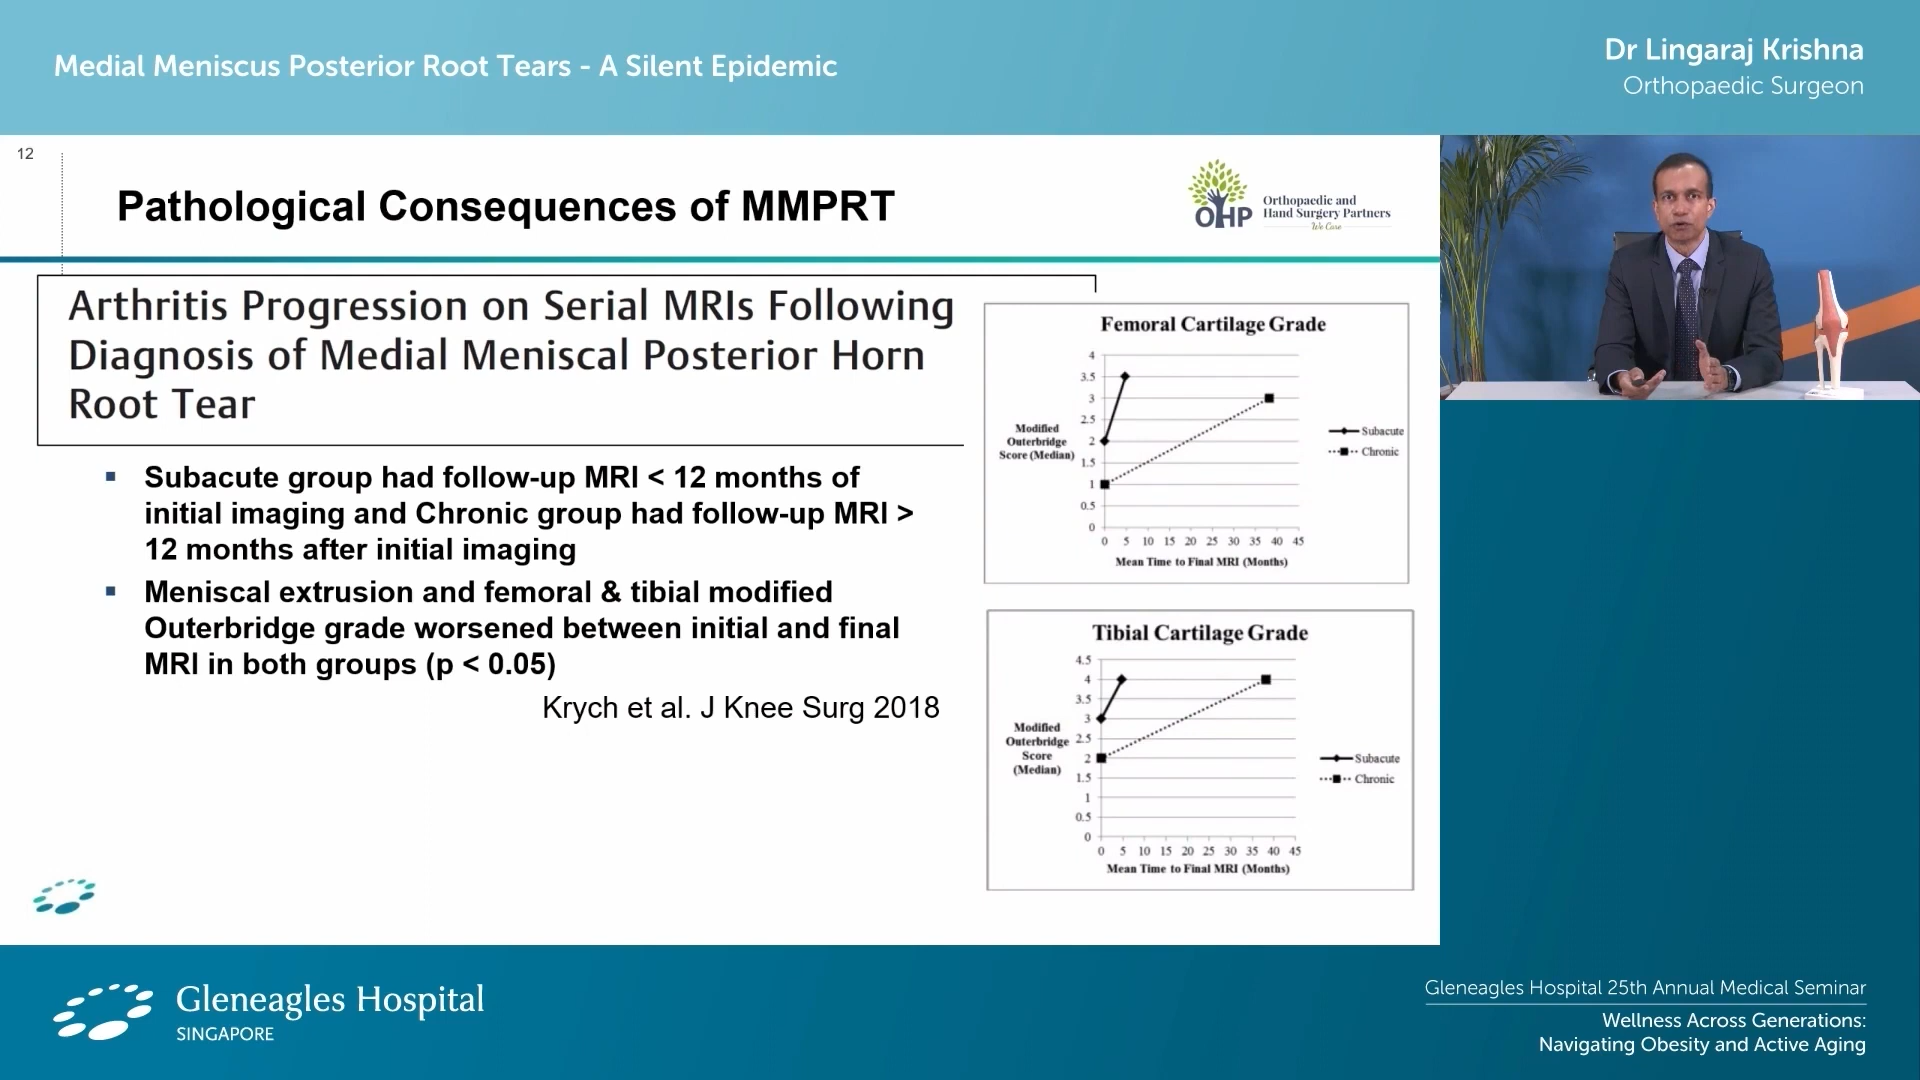 Medial Meniscus Posterior Root Tears - A Silent Epidemic
Dr Lingaraj Krishna
Orthopaedic Surgeon
12
Pathological Consequences of MMPRT
OHP
Orthopaedic and
Hand Surgery Partners
We Care
Arthritis Progression on Serial MRIs Following
Diagnosis of Medial Meniscal Posterior Horn
Root Tear
▪ Subacute group had follow-up MRI < 12 months of
initial imaging and Chronic group had follow-up MRI >
12 months after initial imaging
▪ Meniscal extrusion and femoral & tibial modified
Outerbridge grade worsened between initial and final
MRI in both groups (p < 0.05)
Krych et al. J Knee Surg 2018
Femoral Cartilage Grade
4
3.5
3
2.5
2
1.5
1
0.5
0
Modified
Outerbridge
Score (Median)
0 5 10 15 20 25 30 35 40 45
Mean Time to Final MRI (Months)
Subacute
Chronic
Tibial Cartilage Grade
4.5
4
3.5
3
2.5
2
1.5
1
0.5
0
Modified
Outerbridge
Score
(Median)
0 5 10 15 20 25 30 35 40 45
Mean Time to Final MRI (Months)
Subacute
Chronic
Gleneagles Hospital
SINGAPORE
Gleneagles Hospital 25th Annual Medical Seminar
Wellness Across Generations:
Navigating Obesity and Active Aging